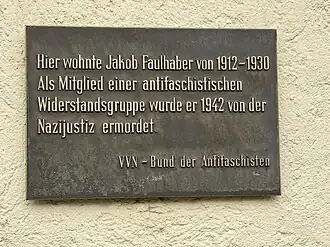 Hier wohnte Jakob Faulhaber von 1912-1930
Als Mitglied einer antifaschistischen
Widerstandsgruppe wurde er 1942 von der
Nazijustiz ermordet.
VVN - Bund der Antifaschisten